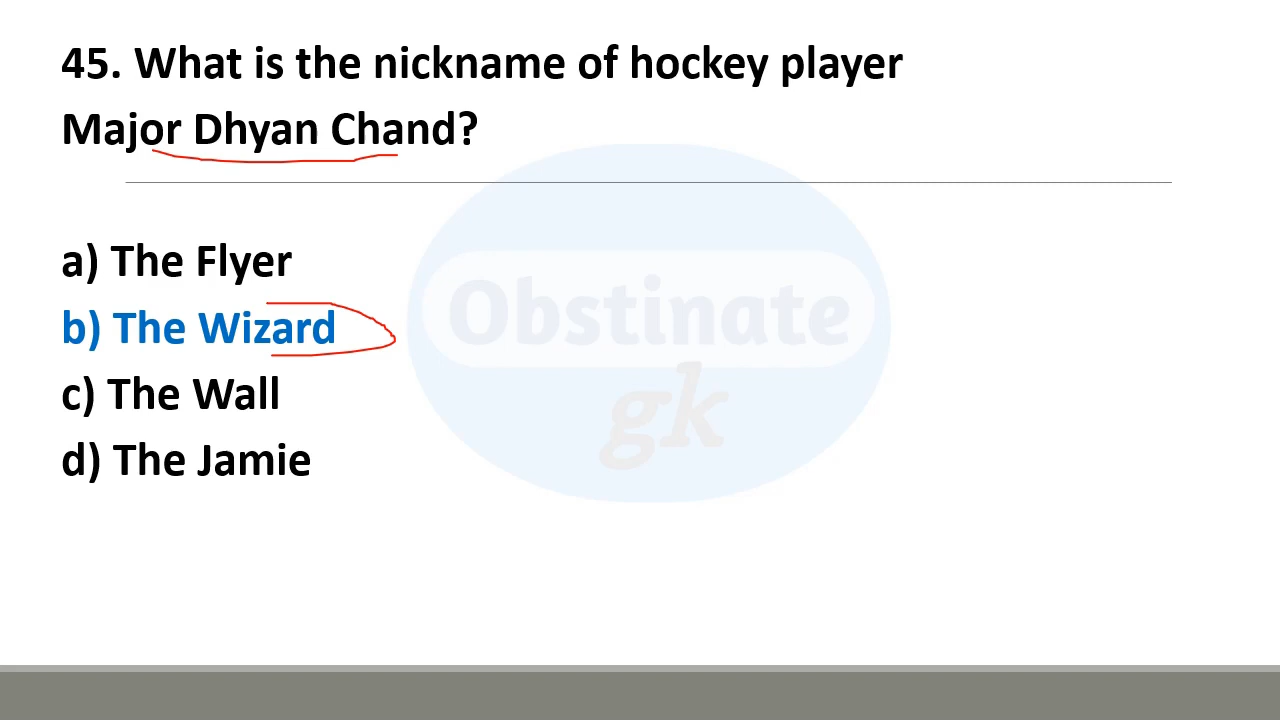 45. What is the nickname of hockey player
Major Dhyan Chand?
a) The Flyer
b) The Wizard
c) The Wall
d) The Jamie
Obstinate
gk